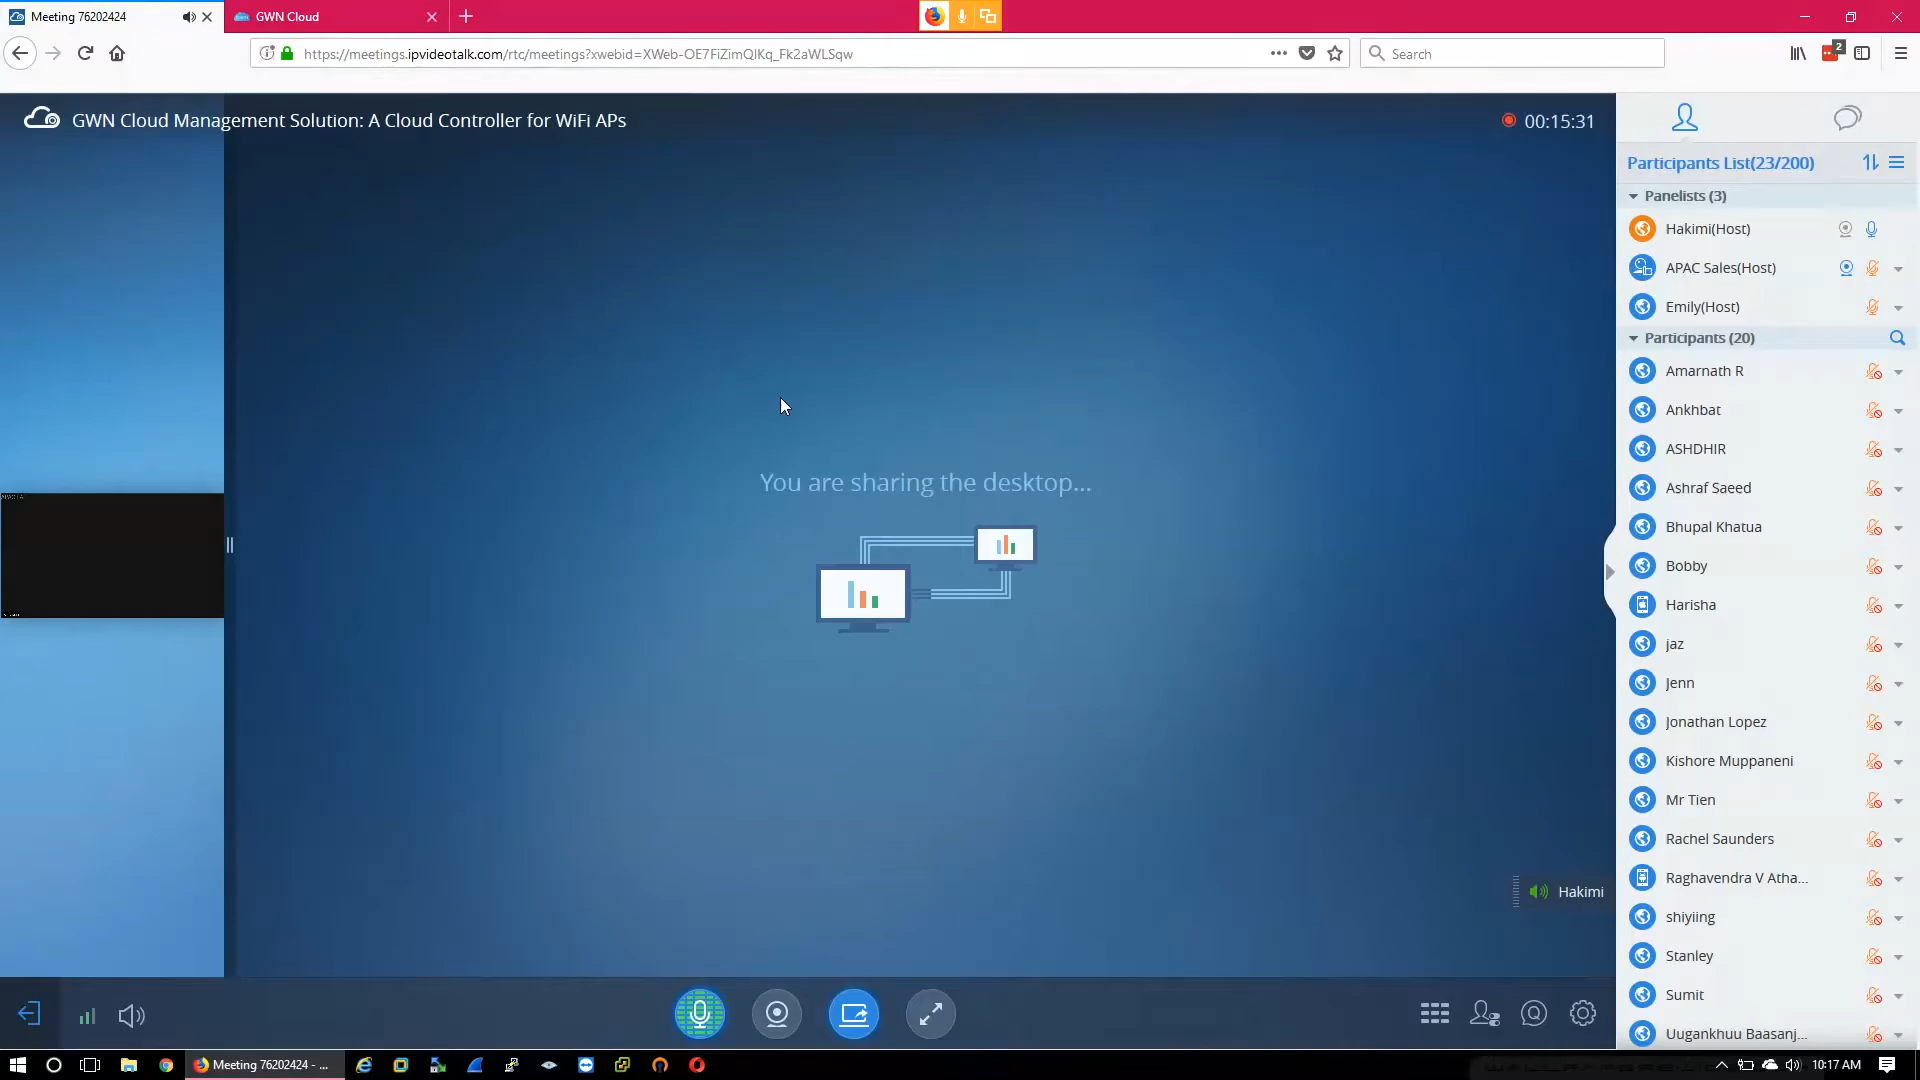 Meeting 76202424
GWN Cloud
https://meetings.ipvideotalk.com/rtc/meetings?xwebid=XWeb-OE7FiZimQlKq_Fk2aWLSqw
Search
2
GWN Cloud Management Solution: A Cloud Controller for WiFi APs
00:15:31
Participants List(23/200)
Panelists (3)
Hakimi(Host)
APAC Sales(Host)
Emily(Host)
Participants (20)
Amarnath R
Ankhbat
ASHDHIR
Ashraf Saeed
Bhupal Khatua
Bobby
Harisha
jaz
Jenn
Jonathan Lopez
Kishore Muppaneni
Mr Tien
Rachel Saunders
Raghavendra V Atha...
shiyiing
Stanley
Sumit
Uugankhuu Baasanj...
You are sharing the desktop...
Hakimi
Meeting 76202424 - ...
10:17 AM